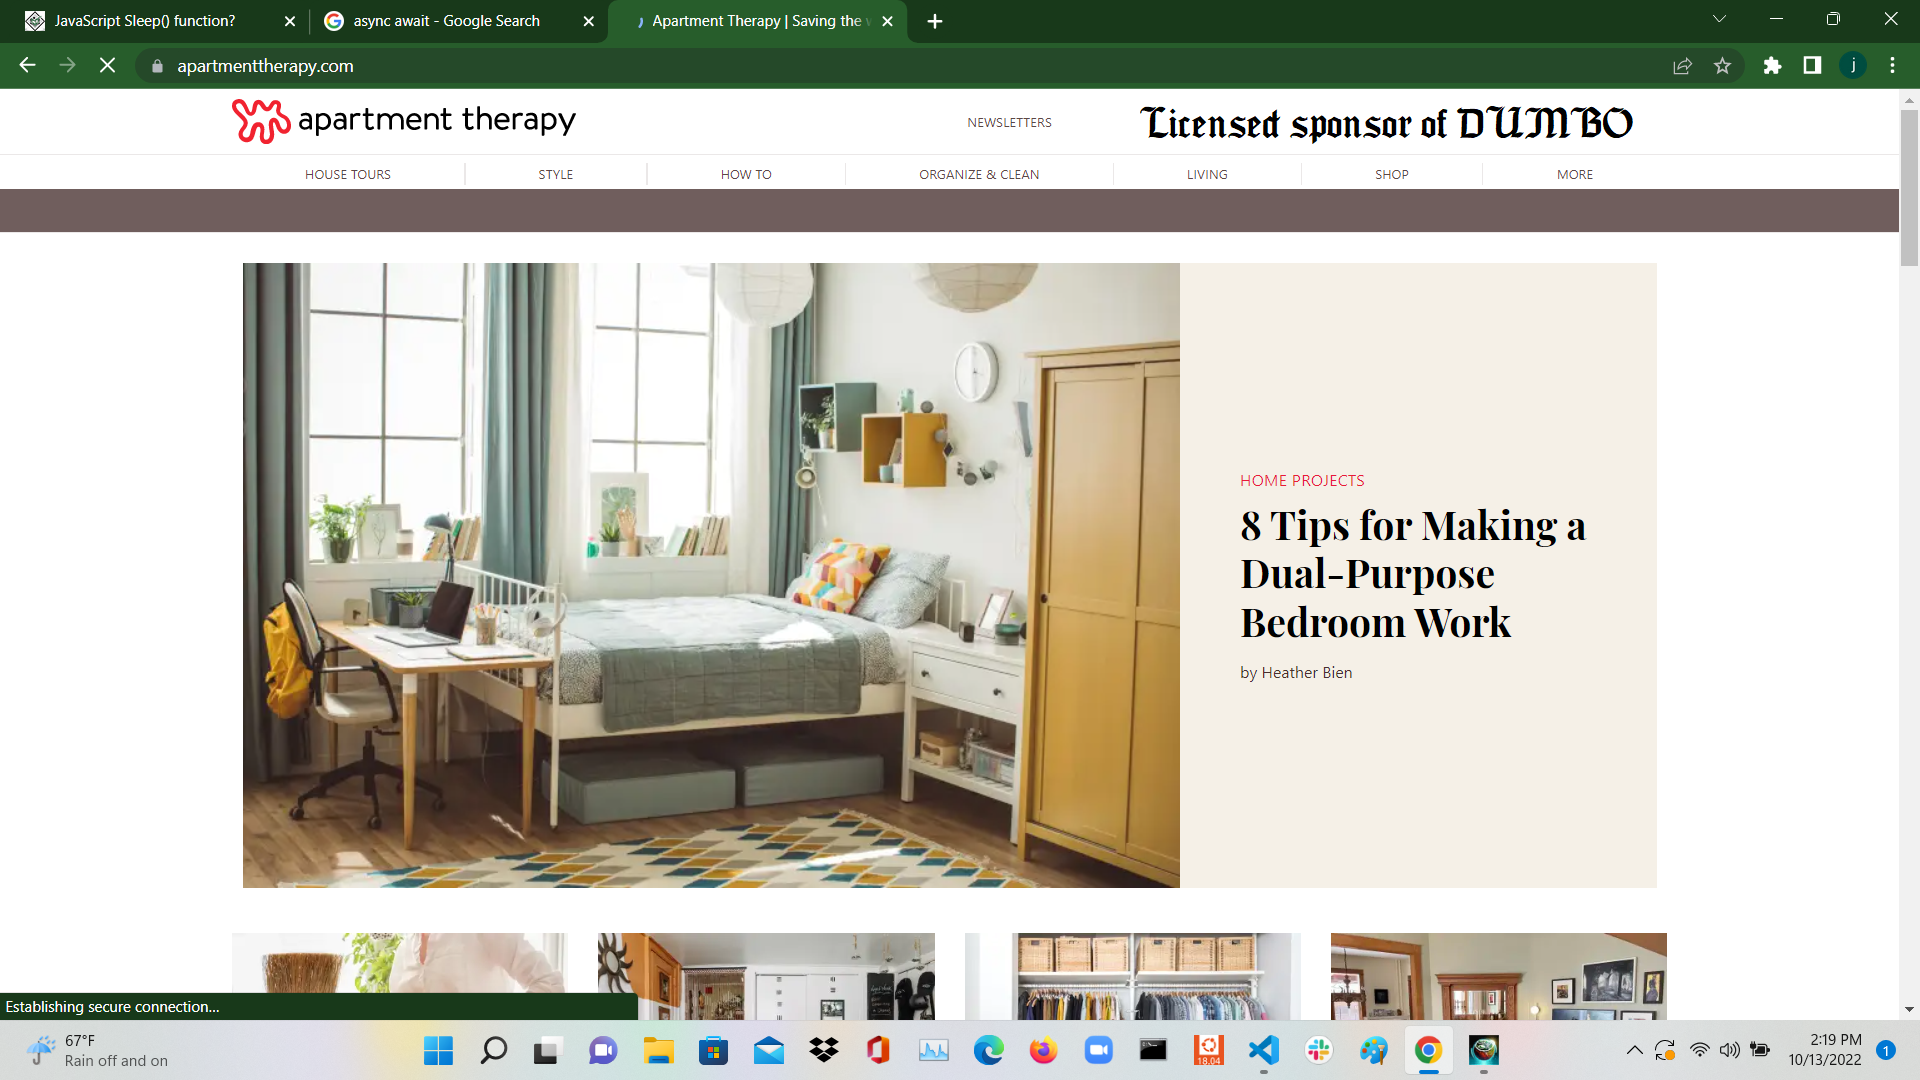 JavaScript Sleep() function?
async await - Google Search
Apartment Therapy | Saving the w
apartmenttherapy.com
j
apartment therapy
NEWSLETTERS
Licensed sponsor of DUMBO
HOUSE TOURS
STYLE
HOW TO
ORGANIZE & CLEAN
LIVING
SHOP
MORE
HOME PROJECTS
8 Tips for Making a
Dual-Purpose
Bedroom Work
by Heather Bien
Establishing secure connection...
67°F
Rain off and on
18.04
2:19 PM
10/13/2022
1